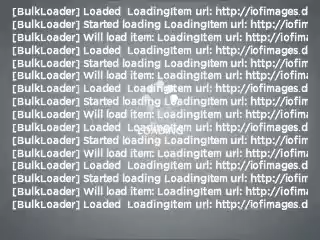 [BulkLoader] Loaded  LoadingItem url: http://iofimages.d
[BulkLoader] Started loading LoadingItem url: http://iofim
[BulkLoader] Will load item: LoadingItem url: http://iofima
[BulkLoader] Loaded  LoadingItem url: http://iofimages.d
[BulkLoader] Started loading LoadingItem url: http://iofim
[BulkLoader] Will load item: LoadingItem url: http://iofima
[BulkLoader] Loaded  LoadingItem url: http://iofimages.d
[BulkLoader] Started loading LoadingItem url: http://iofim
[BulkLoader] Will load item: LoadingItem url: http://iofima
[BulkLoader] Loaded  LoadingItem url: http://iofimages.d
LOADING
[BulkLoader] Started loading LoadingItem url: http://iofim
[BulkLoader] Will load item: LoadingItem url: http://iofima
[BulkLoader] Loaded  LoadingItem url: http://iofimages.d
[BulkLoader] Started loading LoadingItem url: http://iofim
[BulkLoader] Will load item: LoadingItem url: http://iofima
[BulkLoader] Loaded  LoadingItem url: http://iofimages.d